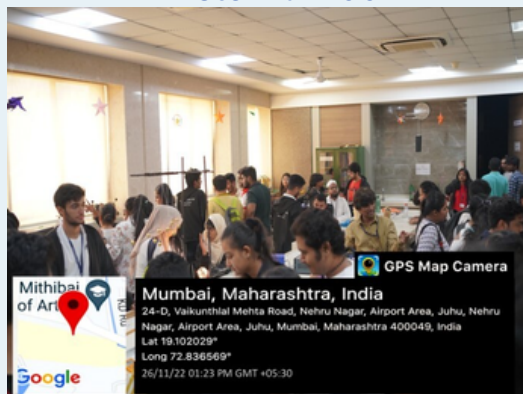 GPS Map Camera
Mithibai
of Art
Google
Mumbai, Maharashtra, India
24-D, Vaikunthlal Mehta Road, Nehru Nagar, Airport Area, Juhu, Nehru
Nagar, Airport Area, Juhu, Mumbai, Maharashtra 400049, India
Lat 19.102029°
Long 72.836569°
26/11/22 01:23 PM GMT +05:30